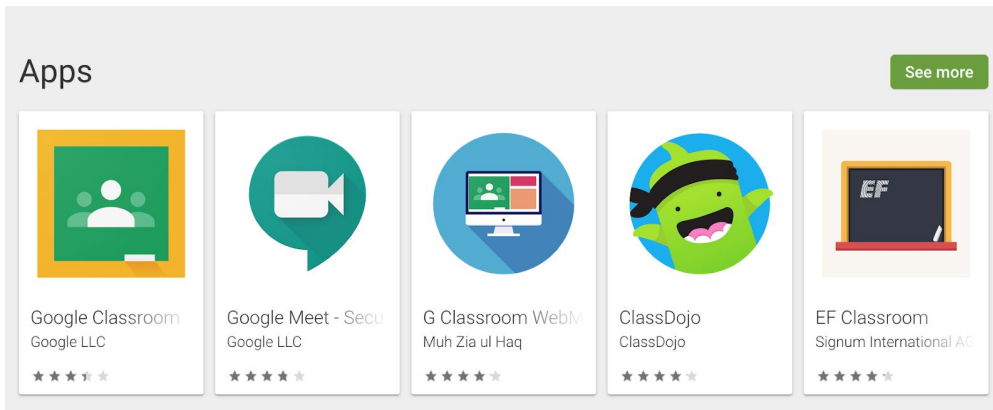 Apps
See more
Google Classroom
Google LLC
Google Meet - Secu
Google LLC
G Classroom WebM
Muh Zia ul Haq
ClassDojo
ClassDojo
EF
EF Classroom
Signum International AG